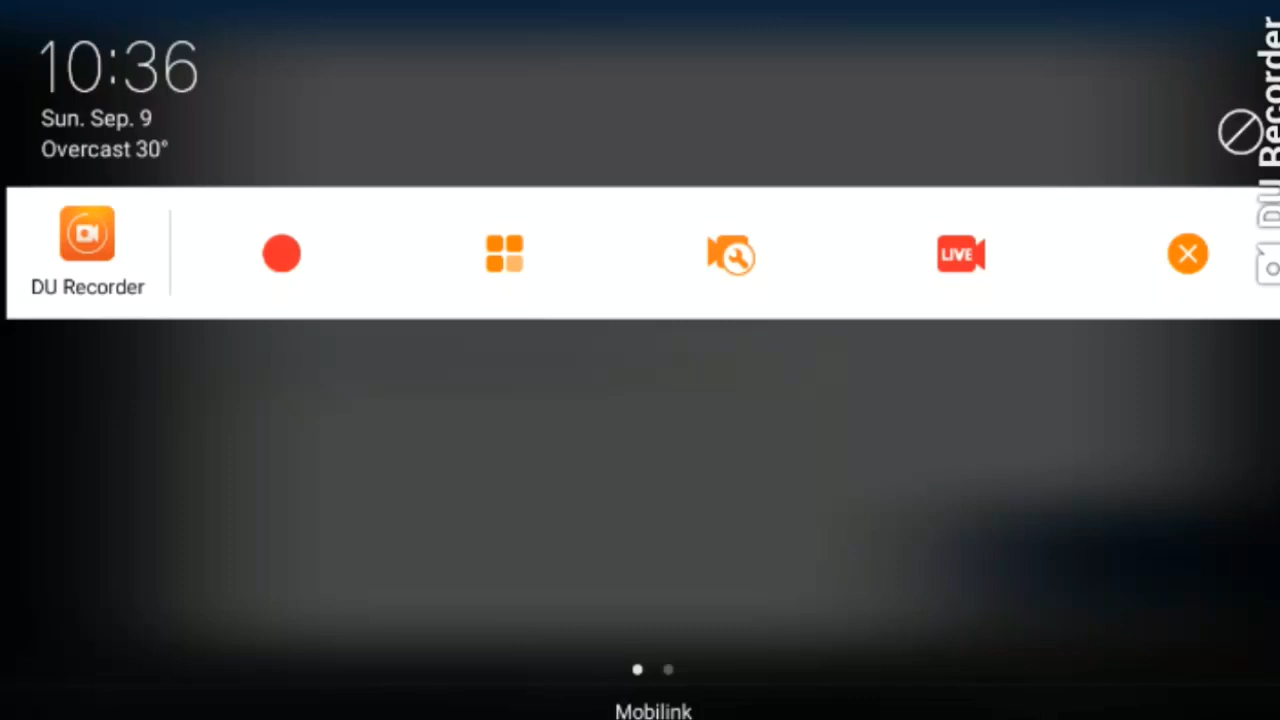 10:36
Sun. Sep. 9
Overcast 30°
DU Recorder
LIVE
DU Recorder
Mobilink